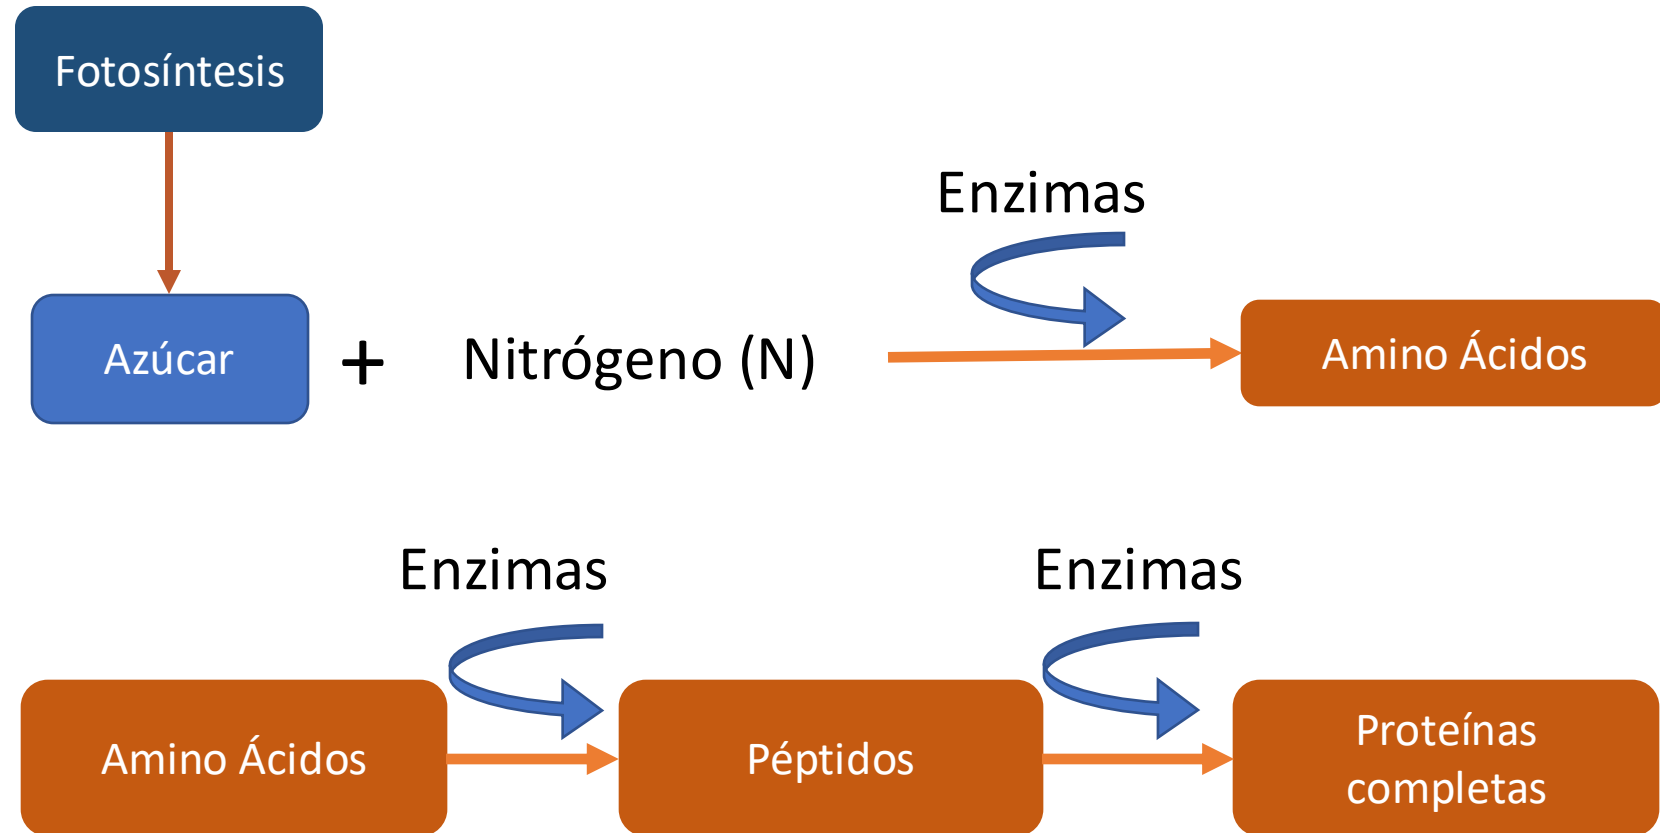 Fotosíntesis
Enzimas
Azúcar + Nitrógeno (N) Amino Ácidos
Enzimas Enzimas
Amino Ácidos Péptidos Proteínas
completas